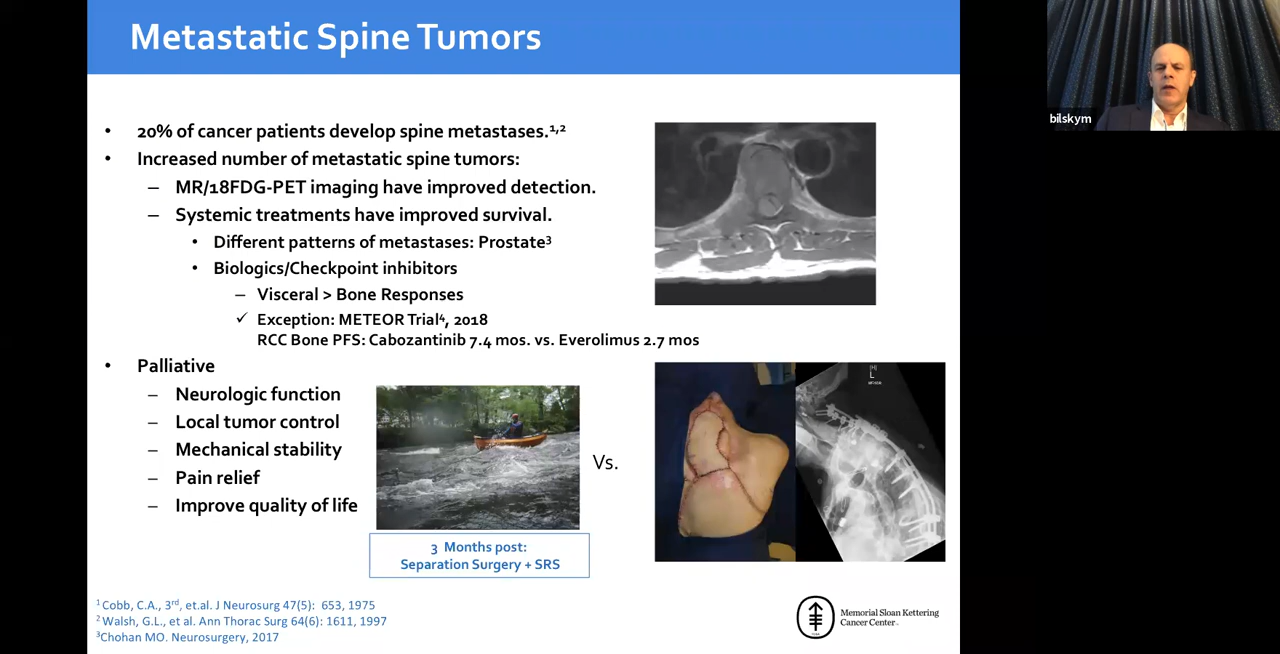 Metastatic Spine Tumors
bilskym
• 20% of cancer patients develop spine metastases.¹,²
• Increased number of metastatic spine tumors:
– MR/18FDG-PET imaging have improved detection.
– Systemic treatments have improved survival.
• Different patterns of metastases: Prostate³
• Biologics/Checkpoint inhibitors
– Visceral > Bone Responses
✓ Exception: METEOR Trial⁴, 2018
RCC Bone PFS: Cabozantinib 7.4 mos. vs. Everolimus 2.7 mos
• Palliative
– Neurologic function
– Local tumor control
– Mechanical stability
– Pain relief
– Improve quality of life
Vs.
[H]
L
3 Months post:
Separation Surgery + SRS
¹ Cobb, C.A., 3rd, et.al. J Neurosurg 47(5): 653, 1975
² Walsh, G.L., et al. Ann Thorac Surg 64(6): 1611, 1997
³Chohan MO. Neurosurgery, 2017
Memorial Sloan Kettering
Cancer Center